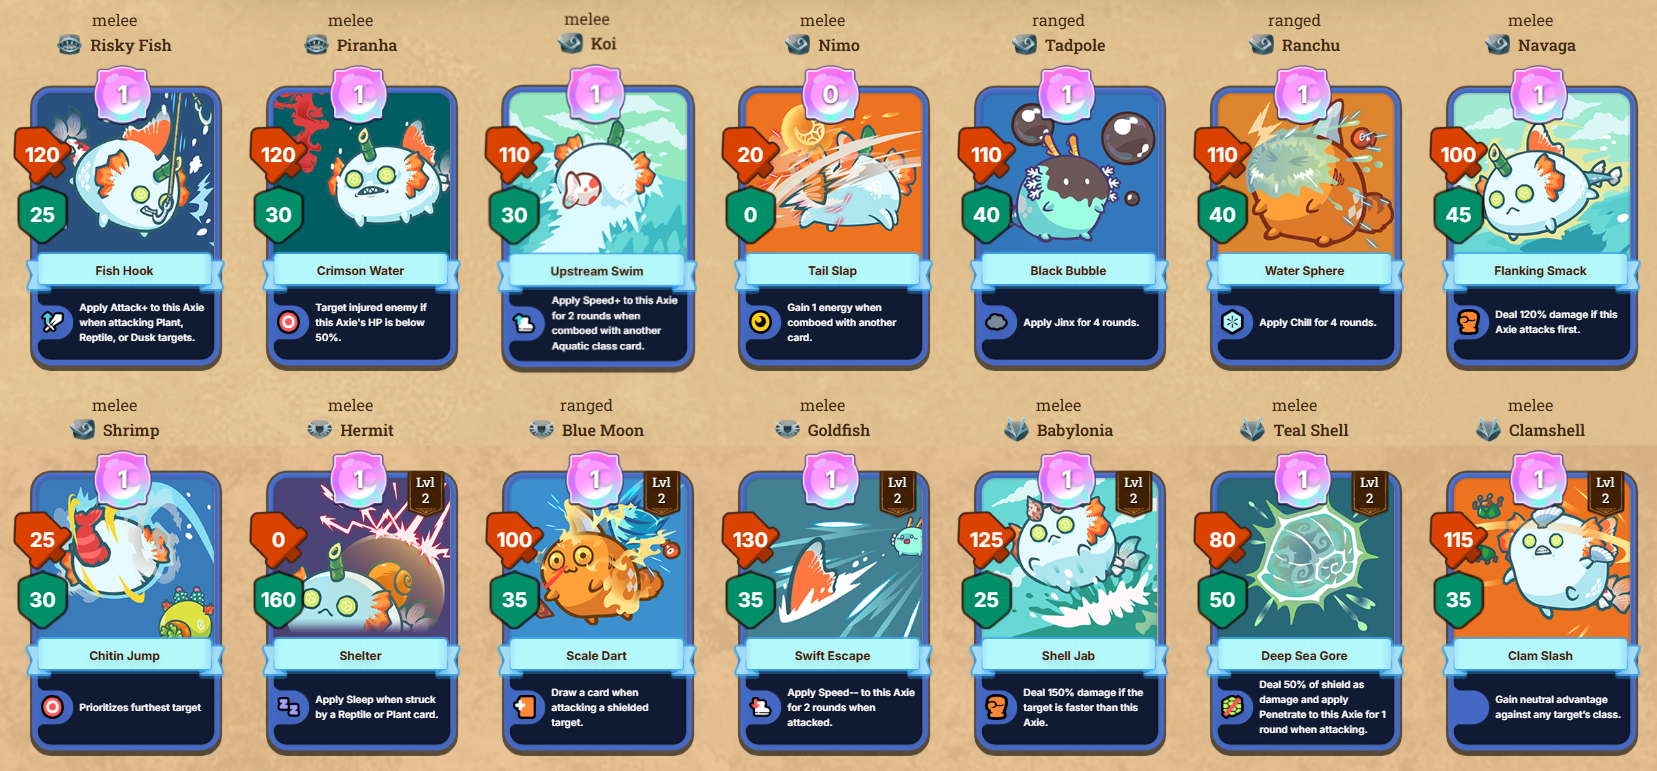 melee
Risky Fish
1
120
25
Fish Hook
Apply Attack+ to this Axie
when attacking Plant,
Reptile, or Dusk targets.
melee
Piranha
1
120
30
Crimson Water
Target injured enemy if
this Axie's HP is below
50%.
melee
Koi
1
110
30
Upstream Swim
Apply Speed+ to this Axie
for 2 rounds when
comboed with another
Aquatic class card.
melee
Nimo
0
20
0
Tail Slap
Gain 1 energy when
comboed with another
card.
ranged
Tadpole
1
110
40
Black Bubble
Apply Jinx for 4 rounds.
ranged
Ranchu
1
110
40
Water Sphere
Apply Chill for 4 rounds.
melee
Navaga
1
100
45
Flanking Smack
Deal 120% damage if this
Axie attacks first.
melee
Shrimp
1
25
30
Chitin Jump
Prioritizes furthest target
melee
Hermit
1
Lvl
2
0
160
Shelter
Apply Sleep when struck
by a Reptile or Plant card.
ranged
Blue Moon
1
Lvl
2
100
35
Scale Dart
Draw a card when
attacking a shielded
target.
melee
Goldfish
1
Lvl
2
130
35
Swift Escape
Apply Speed-- to this Axie
for 2 rounds when
attacked.
melee
Babylonia
1
Lvl
2
125
25
Shell Jab
Deal 150% damage if the
target is faster than this
Axie.
melee
Teal Shell
1
Lvl
2
80
50
Deep Sea Gore
Deal 50% of shield as
damage and apply
Penetrate to this Axie for 1
round when attacking.
melee
Clamshell
1
Lvl
2
115
35
Clam Slash
Gain neutral advantage
against any target's class.